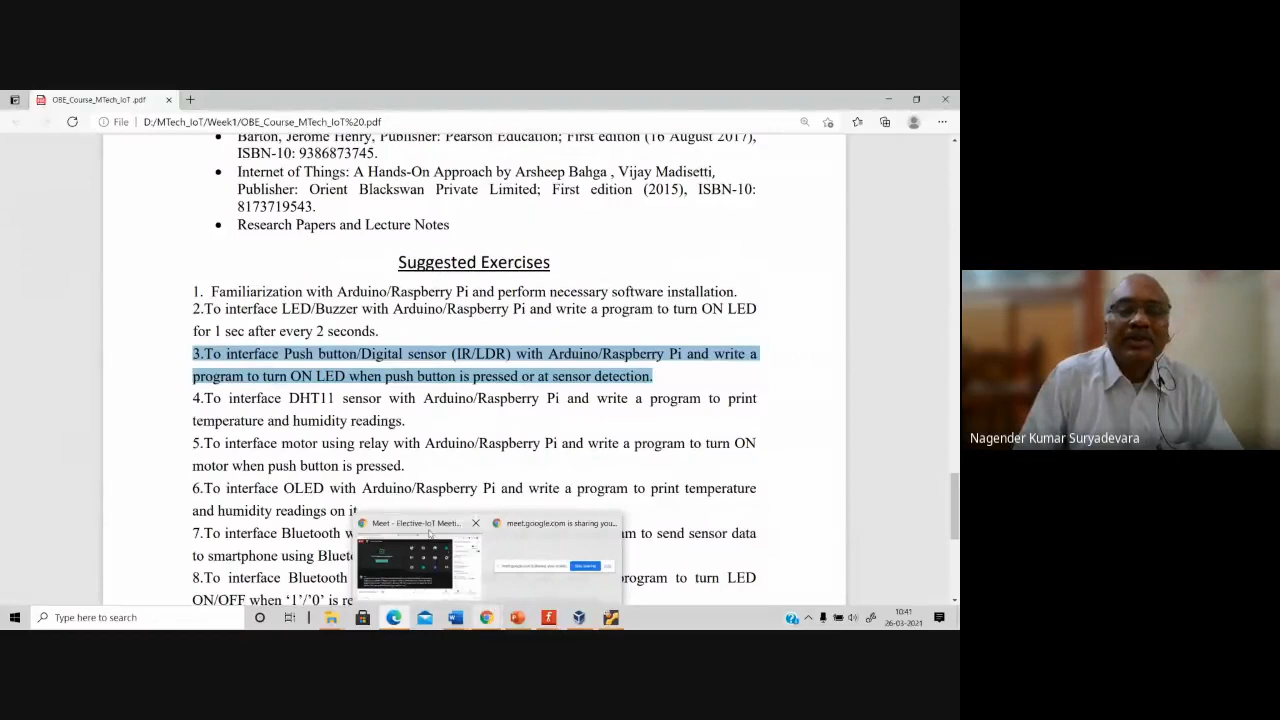 OBE_Course_MTech_IoT .pdf
File
D:/MTech_IoT/Week1/OBE_Course_MTech_IoT%20.pdf
Barton, Jerome Henry, Publisher: Pearson Education; First edition (16 August 2017),
ISBN-10: 9386873745.
• Internet of Things: A Hands-On Approach by Arsheep Bahga , Vijay Madisetti,
Publisher: Orient Blackswan Private Limited; First edition (2015), ISBN-10:
8173719543.
• Research Papers and Lecture Notes
Suggested Exercises
1. Familiarization with Arduino/Raspberry Pi and perform necessary software installation.
2.To interface LED/Buzzer with Arduino/Raspberry Pi and write a program to turn ON LED
for 1 sec after every 2 seconds.
3.To interface Push button/Digital sensor (IR/LDR) with Arduino/Raspberry Pi and write a
program to turn ON LED when push button is pressed or at sensor detection.
4.To interface DHT11 sensor with Arduino/Raspberry Pi and write a program to print
temperature and humidity readings.
5.To interface motor using relay with Arduino/Raspberry Pi and write a program to turn ON
motor when push button is pressed.
6.To interface OLED with Arduino/Raspberry Pi and write a program to print temperature
and humidity readings on it
Meet - Elective-IoT Meeti...
meet.google.com is sharing you...
7.To interface Bluetooth w
am to send sensor data
to smartphone using Blueto
8.To interface Bluetooth
program to turn LED
ON/OFF when '1'/'0' is re
Type here to search
10:41
26-03-2021
Nagender Kumar Suryadevara